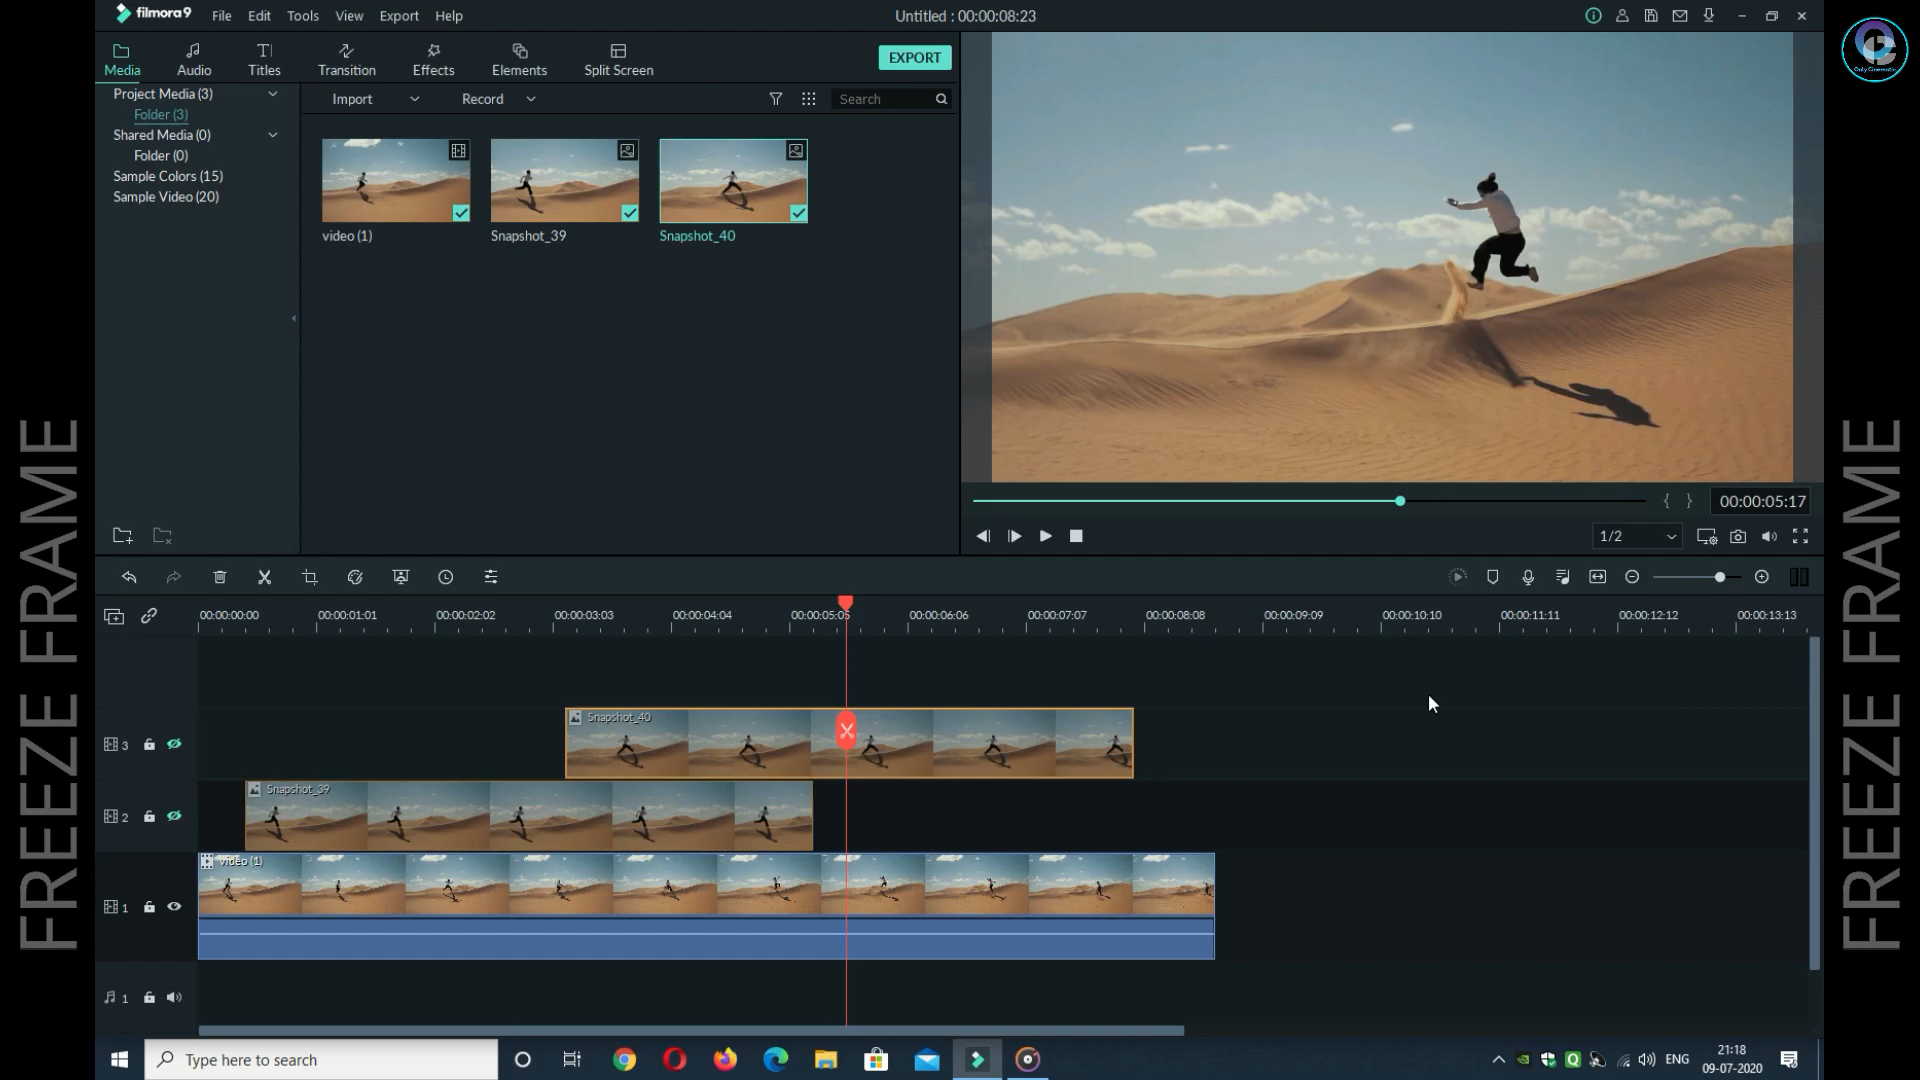 filmora9
File Edit Tools View Export Help
Untitled : 00:00:08:23
Media Audio Titles Transition Effects Elements Split Screen
EXPORT
Project Media (3)
Folder (3)
Shared Media (0)
Folder (0)
Sample Colors (15)
Sample Video (20)
Import Record Search
video (1) Snapshot_39 Snapshot_40
{ } 00:00:05:17
1/2
00:00:00:00 00:00:01:01 00:00:02:02 00:00:03:03 00:00:04:04 00:00:05:05 00:00:06:06 00:00:07:07 00:00:08:08 00:00:09:09 00:00:10:10 00:00:11:11 00:00:12:12 00:00:13:13
3 Snapshot_40
2 Snapshot_39
1 video (1)
1
Type here to search
ENG
21:18
09-07-2020
FREEZE FRAME
FREEZE FRAME
Only Cinematic